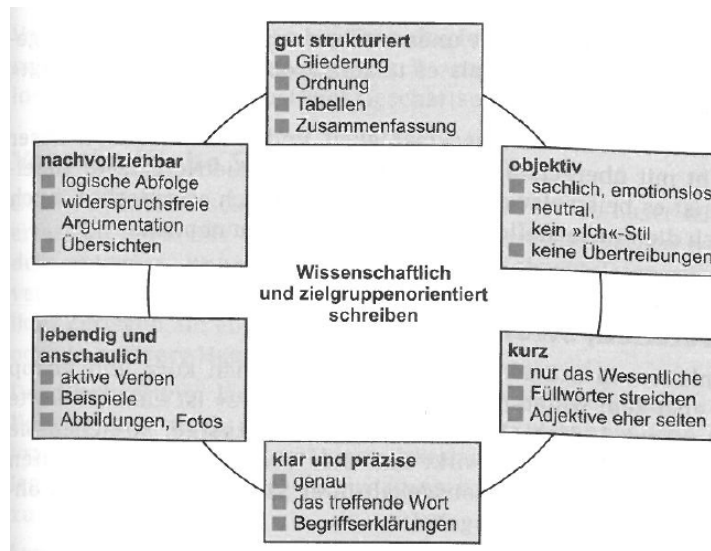 gut strukturiert
Gliederung
Ordnung
Tabellen
Zusammenfassung
objektiv
sachlich, emotionslos
neutral,
kein »Ich«-Stil
keine Übertreibungen
kurz
nur das Wesentliche
Füllwörter streichen
Adjektive eher selten
klar und präzise
genau
das treffende Wort
Begriffserklärungen
lebendig und
anschaulich
aktive Verben
Beispiele
Abbildungen, Fotos
nachvollziehbar
logische Abfolge
widerspruchsfreie
Argumentation
Übersichten
Wissenschaftlich
und zielgruppenorientiert
schreiben